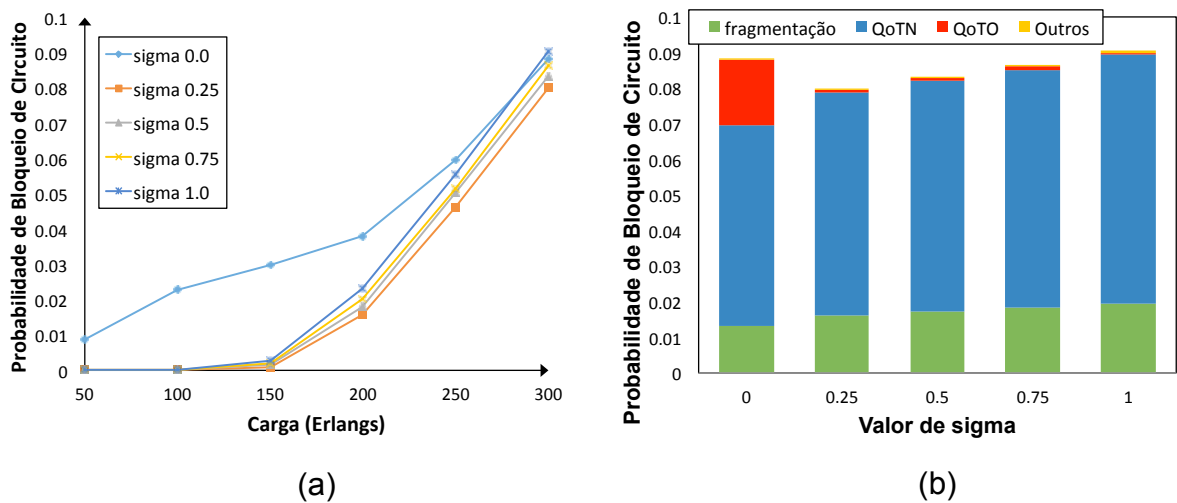 Probabilidade de Bloqueio de CIrcuito
0.1
0.09
0.08
0.07
0.06
0.05
0.04
0.03
0.02
0.01
0
sigma 0.0
sigma 0.25
sigma 0.5
sigma 0.75
sigma 1.0
50 100 150 200 250 300
Carga (Erlangs)
(a)
Probabilidade de Bloqueio de Circuito
0.1
0.09
0.08
0.07
0.06
0.05
0.04
0.03
0.02
0.01
0
fragmentação QoTN QoTO Outros
0 0.25 0.5 0.75 1
Valor de sigma
(b)